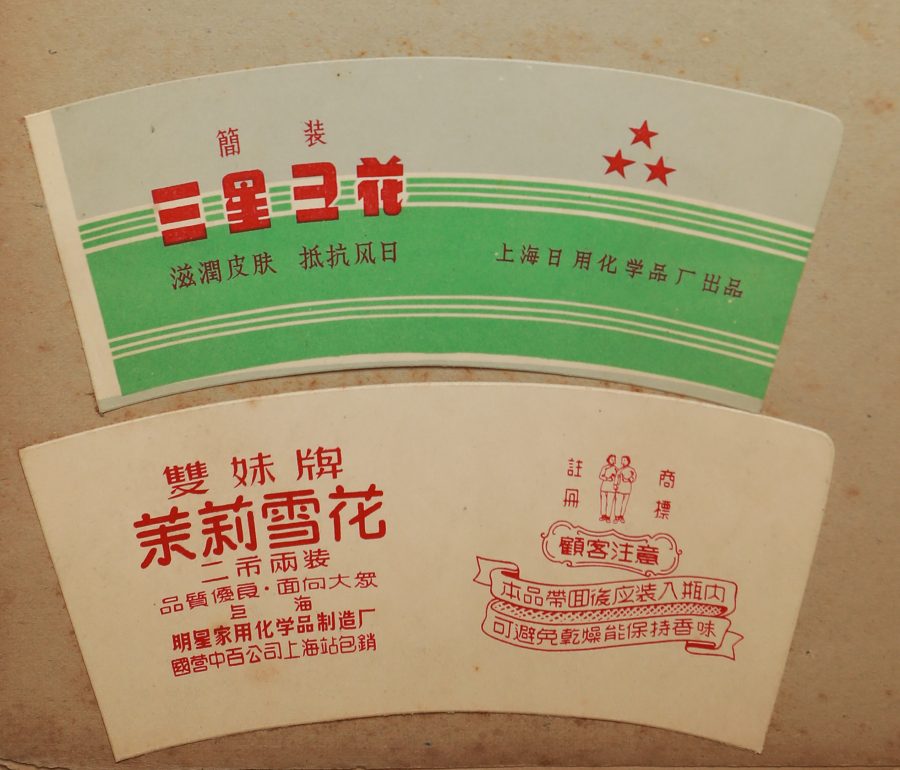 簡装
三星彐花
滋潤皮肤 抵抗风日
上海日用化学品厂出品
雙妹牌
茉莉雪花
二市兩装
品質優良·面向大眾
上海
明星家用化学品制造厂
國营中百公司上海站包銷
註冊
商標
顧客注意
本品帶囬後应装入瓶内
可避免乾燥能保持香味